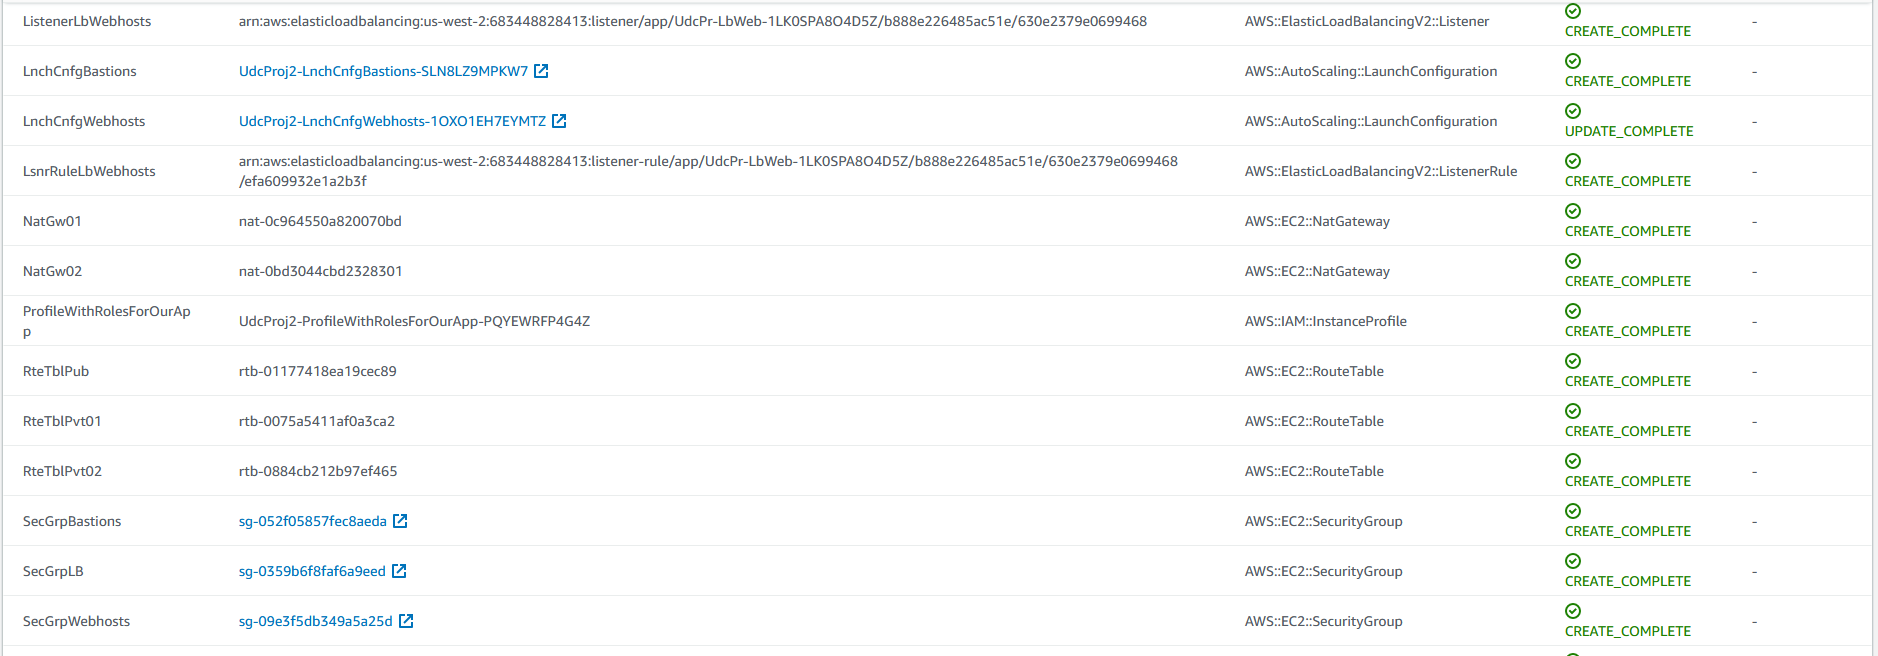 ListenerLbWebhosts arn:aws:elasticloadbalancing:us-west-2:683448828413:listener/app/UdcPr-LbWeb-1LK0SPA8O4D5Z/b888e226485ac51e/630e2379e0699468 AWS::ElasticLoadBalancingV2::Listener CREATE_COMPLETE -
LnchCnfgBastions UdcProj2-LnchCnfgBastions-SLN8LZ9MPKW7 AWS::AutoScaling::LaunchConfiguration CREATE_COMPLETE -
LnchCnfgWebhosts UdcProj2-LnchCnfgWebhosts-1OXO1EH7EYMTZ AWS::AutoScaling::LaunchConfiguration UPDATE_COMPLETE -
LsnrRuleLbWebhosts arn:aws:elasticloadbalancing:us-west-2:683448828413:listener-rule/app/UdcPr-LbWeb-1LK0SPA8O4D5Z/b888e226485ac51e/630e2379e0699468
/efa609932e1a2b3f AWS::ElasticLoadBalancingV2::ListenerRule CREATE_COMPLETE -
NatGw01 nat-0c964550a820070bd AWS::EC2::NatGateway CREATE_COMPLETE -
NatGw02 nat-0bd3044cbd2328301 AWS::EC2::NatGateway CREATE_COMPLETE -
ProfileWithRolesForOurAp
p UdcProj2-ProfileWithRolesForOurApp-PQYEWRFP4G4Z AWS::IAM::InstanceProfile CREATE_COMPLETE -
RteTblPub rtb-01177418ea19cec89 AWS::EC2::RouteTable CREATE_COMPLETE -
RteTblPvt01 rtb-0075a5411af0a3ca2 AWS::EC2::RouteTable CREATE_COMPLETE -
RteTblPvt02 rtb-0884cb212b97ef465 AWS::EC2::RouteTable CREATE_COMPLETE -
SecGrpBastions sg-052f05857fec8aeda AWS::EC2::SecurityGroup CREATE_COMPLETE -
SecGrpLB sg-0359b6f8faf6a9eed AWS::EC2::SecurityGroup CREATE_COMPLETE -
SecGrpWebhosts sg-09e3f5db349a5a25d AWS::EC2::SecurityGroup CREATE_COMPLETE -